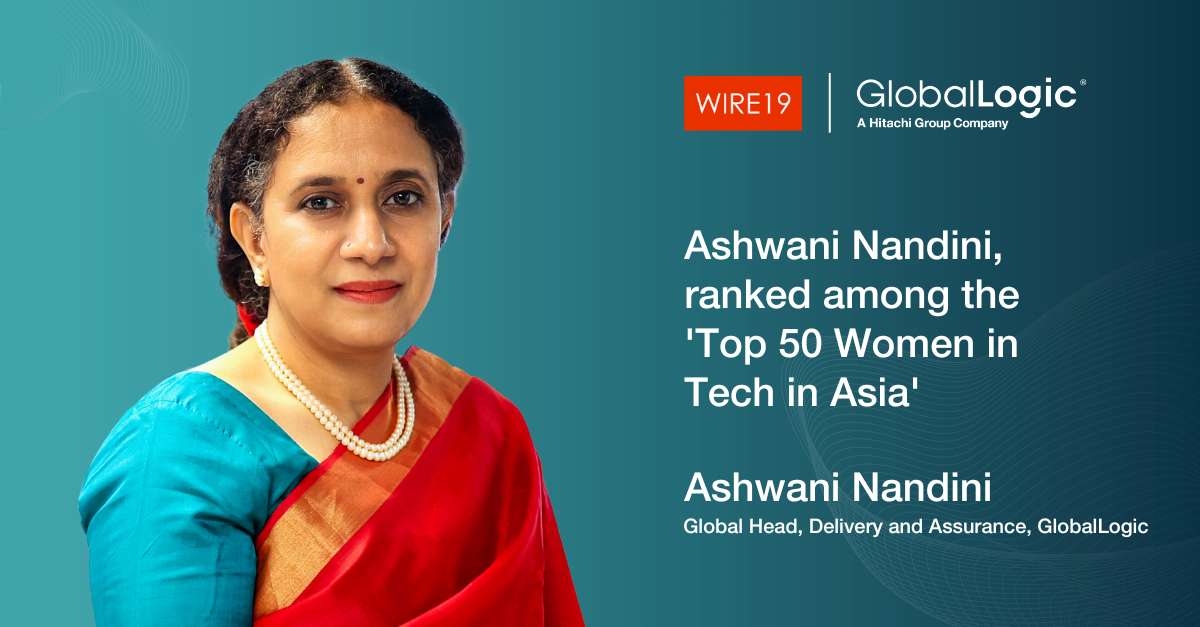 WIRE19
GlobalLogic®
A Hitachi Group Company
Ashwani Nandini,
ranked among the
'Top 50 Women in
Tech in Asia'
Ashwani Nandini
Global Head, Delivery and Assurance, GlobalLogic